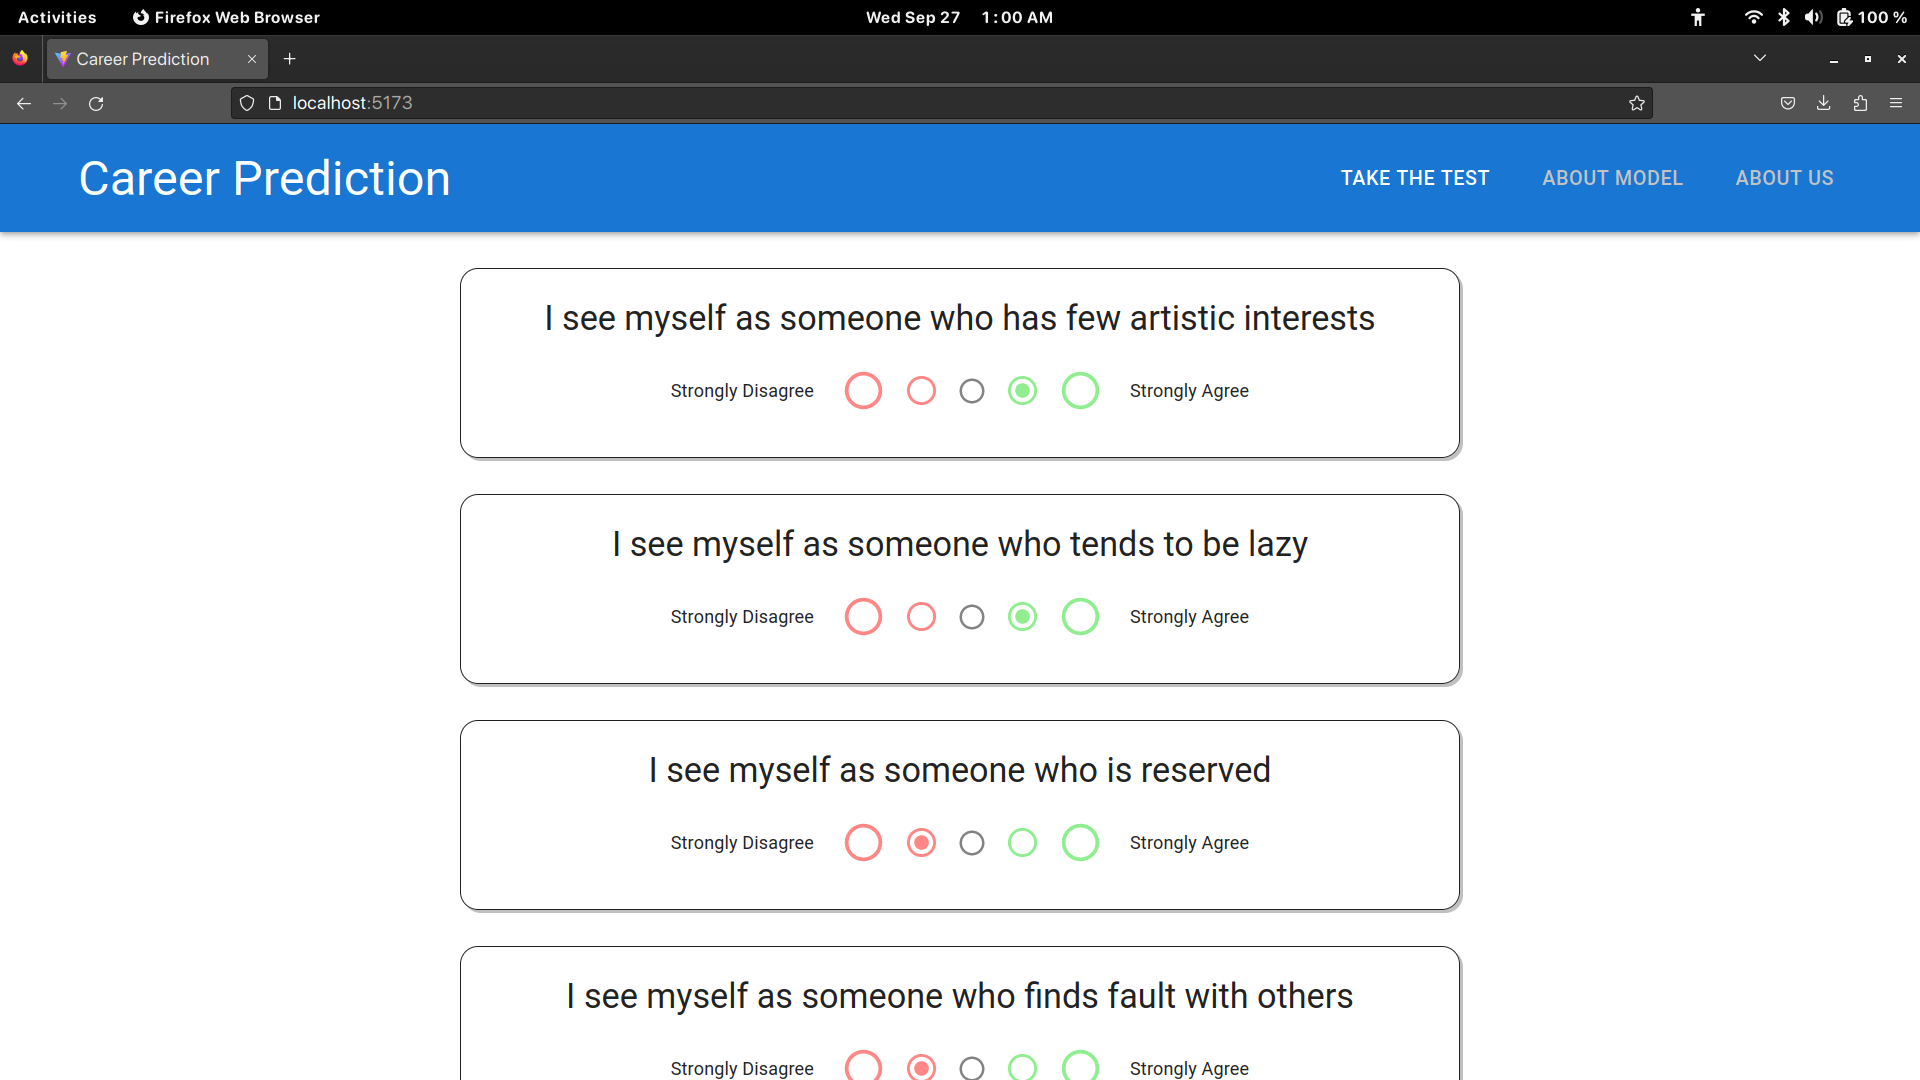 Activities Firefox Web Browser Wed Sep 27 1:00 AM 100 %
Career Prediction
localhost:5173
Career Prediction TAKE THE TEST ABOUT MODEL ABOUT US
I see myself as someone who has few artistic interests
Strongly Disagree Strongly Agree
I see myself as someone who tends to be lazy
Strongly Disagree Strongly Agree
I see myself as someone who is reserved
Strongly Disagree Strongly Agree
I see myself as someone who finds fault with others
Strongly Disagree Strongly Agree